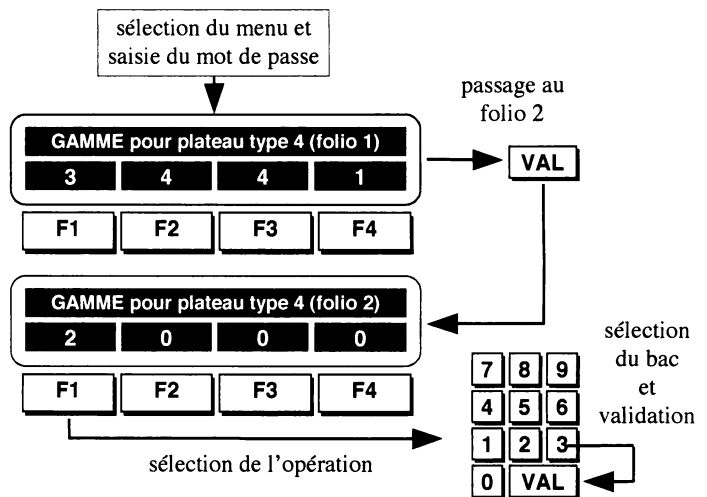 sélection du menu et
saisie du mot de passe
passage au
folio 2
GAMME pour plateau type 4 (folio 1)
3 4 4 1
VAL
F1 F2 F3 F4
GAMME pour plateau type 4 (folio 2)
2 0 0 0
F1 F2 F3 F4
sélection
du bac
et
validation
7 8 9
4 5 6
1 2 3
0 VAL
sélection de l'opération